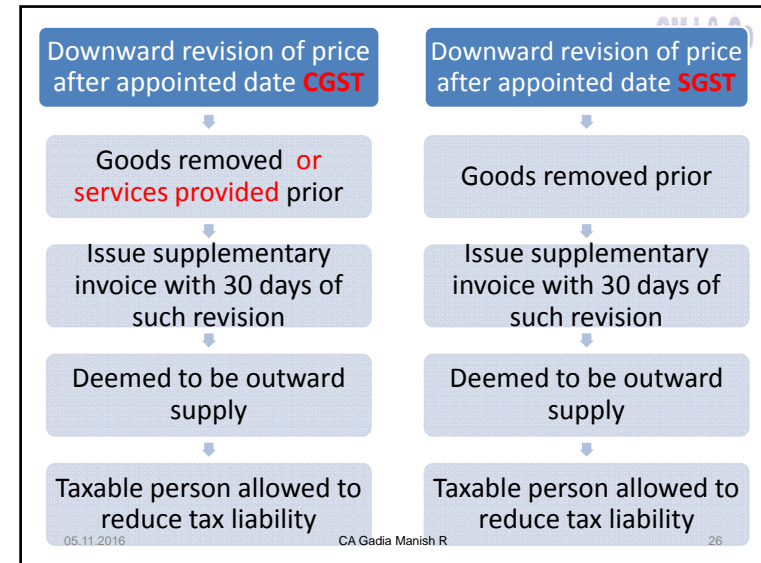 Downward revision of price
after appointed date CGST
Goods removed or
services provided prior
Issue supplementary
invoice with 30 days of
such revision
Deemed to be outward
supply
Taxable person allowed to
reduce tax liability
Downward revision of price
after appointed date SGST
Goods removed prior
Issue supplementary
invoice with 30 days of
such revision
Deemed to be outward
supply
Taxable person allowed to
reduce tax liability
05.11.2016
CA Gadia Manish R
26